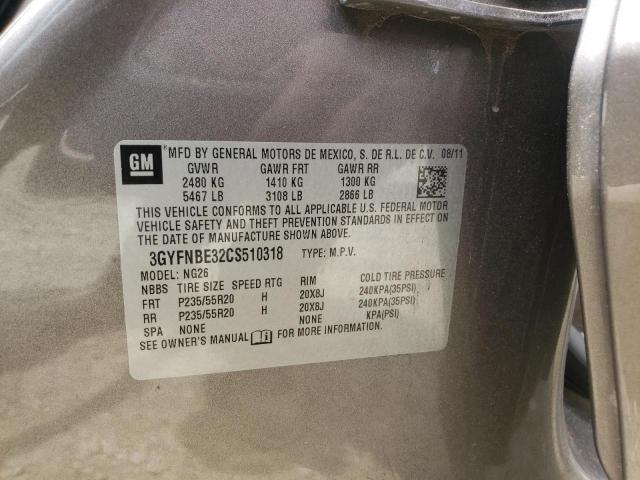 GM
MFD BY GENERAL MOTORS DE MEXICO, S. DE R.L. DE C.V. 08/11
GVWR GAWR FRT GAWR RR
2480 KG 1410 KG 1300 KG
5467 LB 3108 LB 2866 LB
THIS VEHICLE CONFORMS TO ALL APPLICABLE U.S. FEDERAL MOTOR
VEHICLE SAFETY AND THEFT PREVENTION STANDARDS IN EFFECT ON
THE DATE OF MANUFACTURE SHOWN ABOVE.
3GYFNBE32CS510318 TYPE: M.P.V.
MODEL: NG26
NBBS TIRE SIZE SPEED RTG RIM COLD TIRE PRESSURE
FRT P235/55R20 H 20X8J 240KPA(35PSI)
RR P235/55R20 H 20X8J 240KPA(35PSI)
SPA NONE NONE KPA(PSI)
SEE OWNER'S MANUAL FOR MORE INFORMATION.